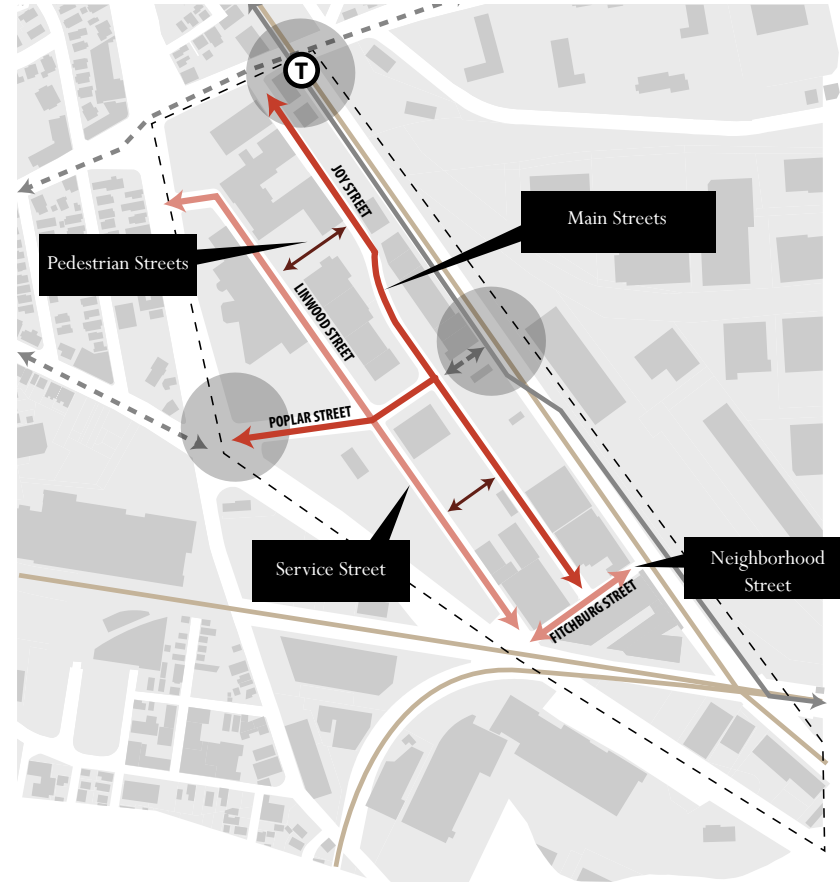 T
JOY STREET
Main Streets
Pedestrian Streets
LINWOOD STREET
POPLAR STREET
Service Street
Neighborhood
Street
FITCHBURG STREET